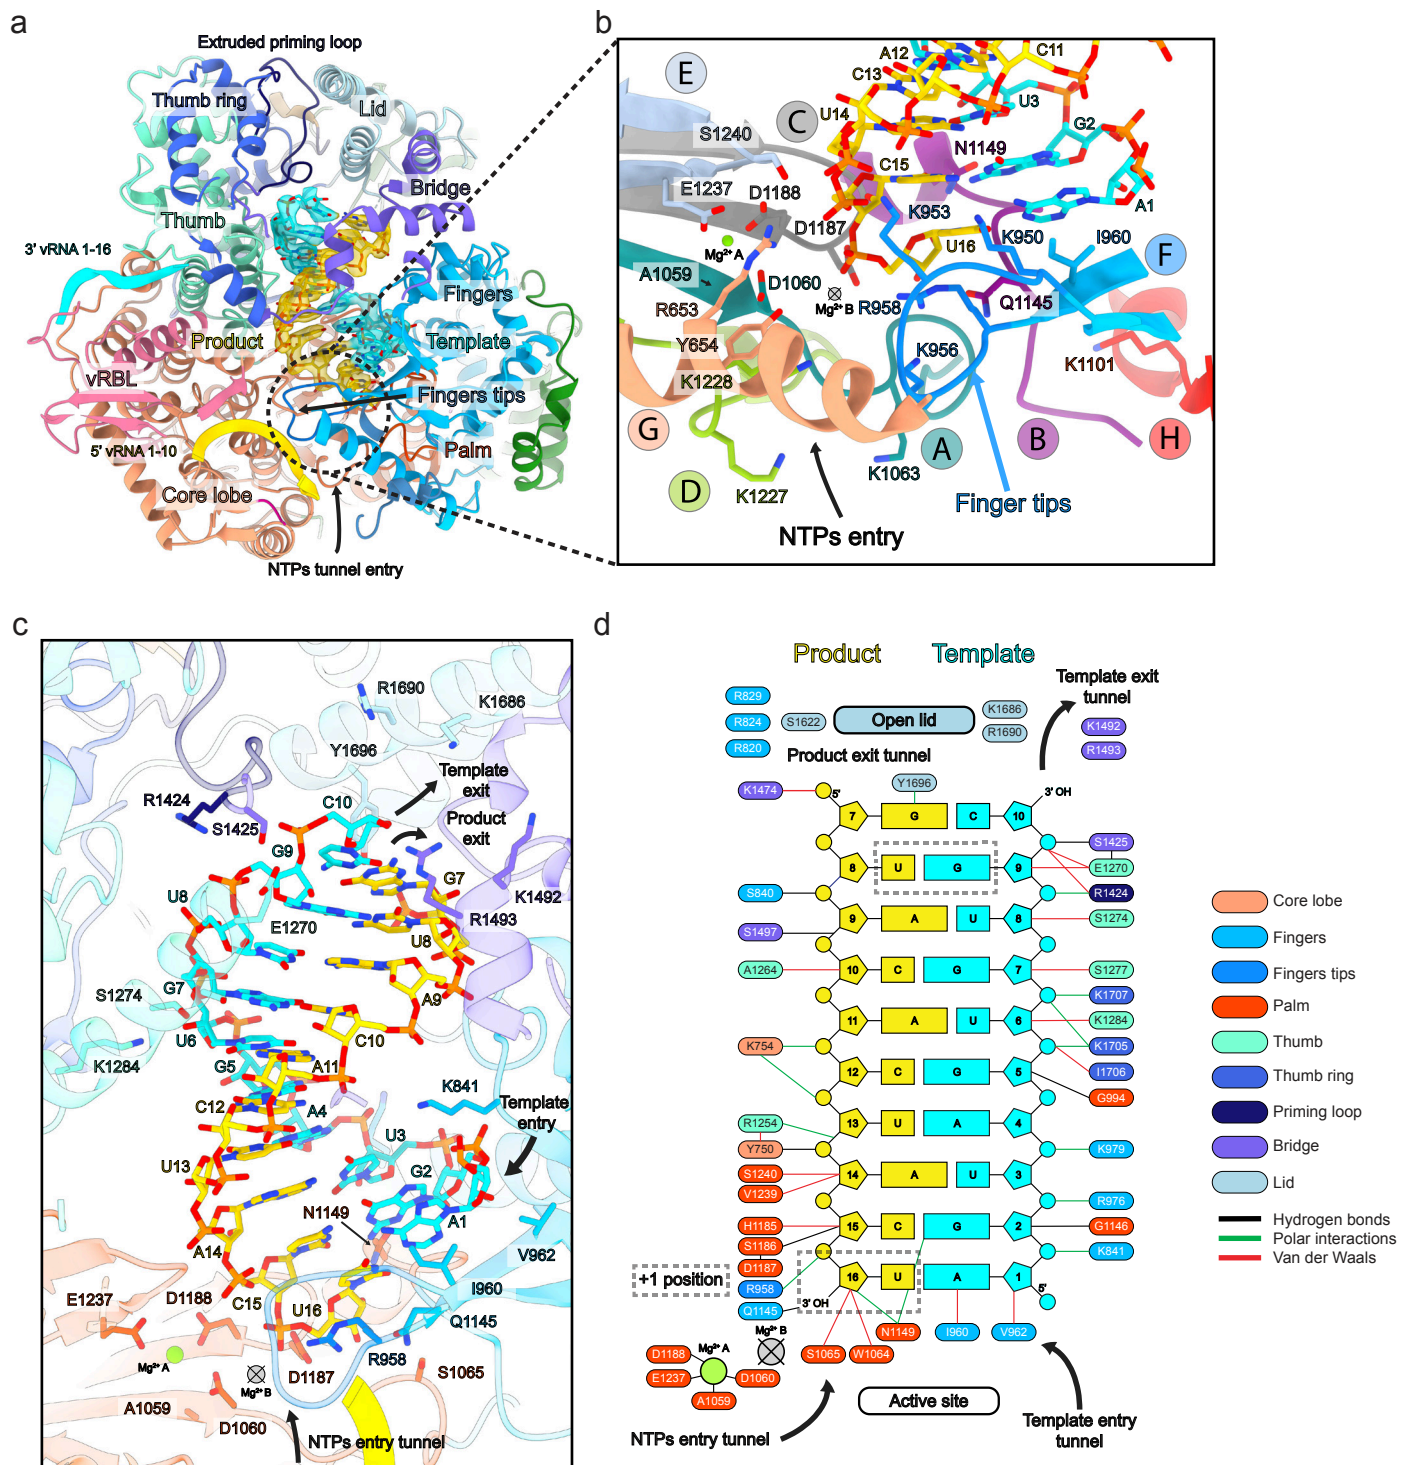 a
Extruded priming loop
Thumb ring
Lid
Bridge
Thumb
3' vRNA 1-16
Fingers
Product
Template
vRBL
Fingers tips
5' vRNA 1-10
Palm
Core lobe
NTPs tunnel entry
b
E
C
S1240
E1237
D1188
D1187
Mg²⁺ A
A1059
D1060
Mg²⁺ B
R653
Y654
K1228
G
D
K1227
NTPs entry
A12
C11
C13
U14
U3
G2
N1149
C15
A1
K953
K950
I960
U16
F
R958
Q1145
K956
K1101
A
B
H
K1063
Finger tips
c
R1690
K1686
Y1696
R1424
S1425
C10
Template
exit
Product
exit
G9
G7
K1492
U8
E1270
R1493
U8
A9
S1274
G7
C10
U6
K1284
G5
A11
K841
C12
A4
Template
entry
U3
U13
G2
N1149
A1
A14
V962
E1237
D1188
C15
U16
I960
Q1145
Mg²⁺ A
Mg²⁺ B
D1187
R958
S1065
A1059
D1060
NTPs entry tunnel
d
Product
Template
Template exit
tunnel
R829
R824
R820
S1622
Open lid
K1686
R1690
K1492
R1493
Product exit tunnel
Y1696
K1474
5'
3' OH
7 G C 10
S1425
8 U G 9
E1270
S840
R1424
9 A U 8
S1274
S1497
A1264
10 C G 7
S1277
K1707
11 A U 6
K1284
K754
K1705
12 C G 5
I1706
G994
R1254
13 U A 4
Y750
K979
S1240
14 A U 3
V1239
R976
H1185
15 C G 2
G1146
S1186
K841
D1187
+1 position
16 U A 1
R958
5'
Q1145
3' OH
Mg²⁺ B
N1149
I960
V962
Mg²⁺ A
D1188
S1065
W1064
E1237
D1060
A1059
Active site
NTPs entry tunnel
Template entry
tunnel
Core lobe
Fingers
Fingers tips
Palm
Thumb
Thumb ring
Priming loop
Bridge
Lid
Hydrogen bonds
Polar interactions
Van der Waals